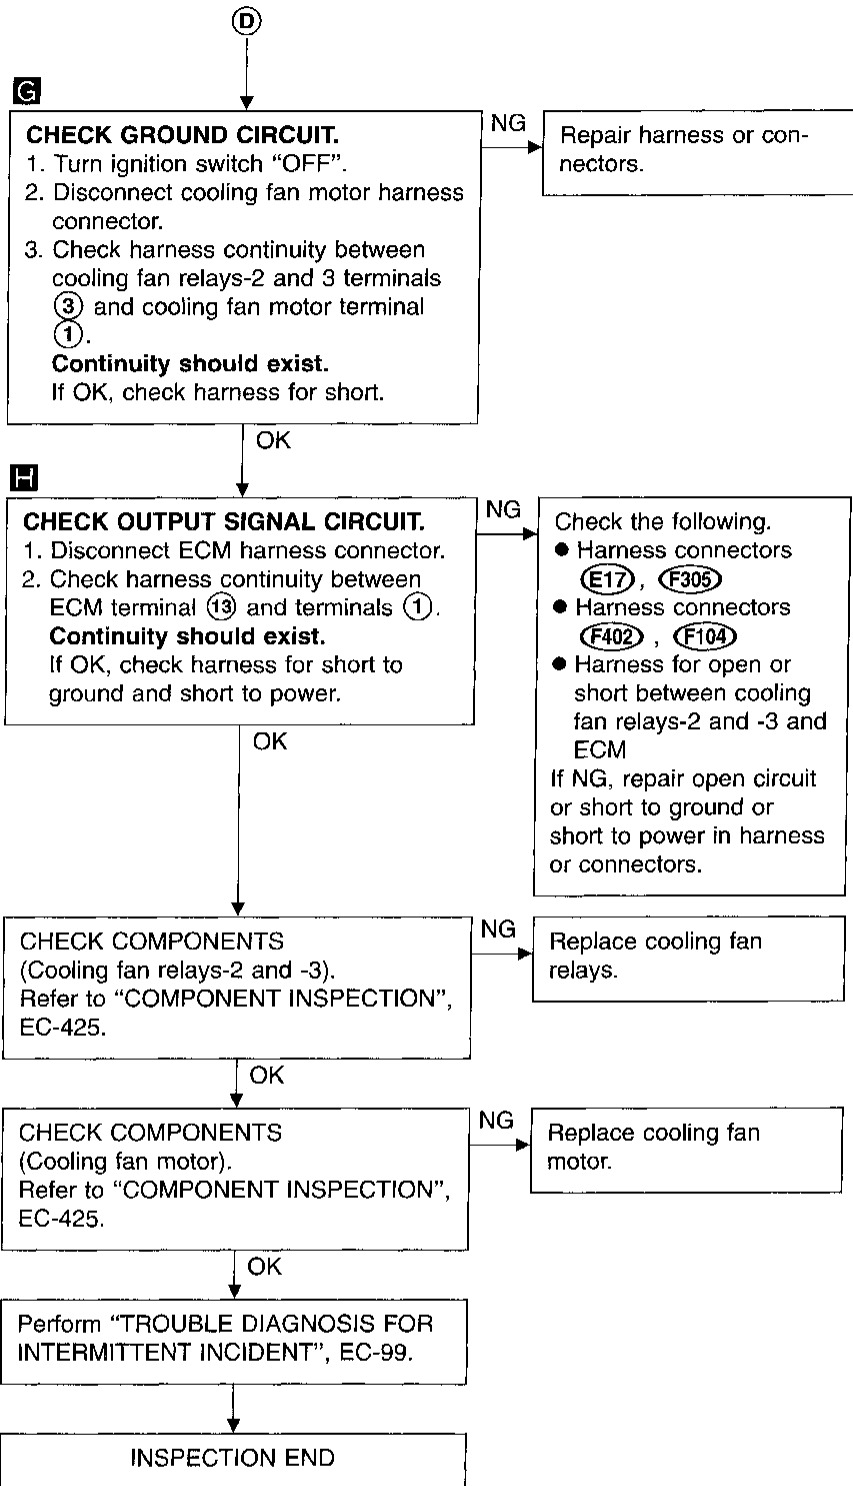 D
G
CHECK GROUND CIRCUIT.
1. Turn ignition switch “OFF”.
2. Disconnect cooling fan motor harness
connector.
3. Check harness continuity between
cooling fan relays-2 and 3 terminals
③ and cooling fan motor terminal
①.
Continuity should exist.
If OK, check harness for short.
NG
Repair harness or con-
nectors.
OK
H
CHECK OUTPUT SIGNAL CIRCUIT.
1. Disconnect ECM harness connector.
2. Check harness continuity between
ECM terminal ⑬ and terminals ①.
Continuity should exist.
If OK, check harness for short to
ground and short to power.
NG
Check the following.
● Harness connectors
E17, F305
● Harness connectors
F402, F104
● Harness for open or
short between cooling
fan relays-2 and -3 and
ECM
If NG, repair open circuit
or short to ground or
short to power in harness
or connectors.
OK
CHECK COMPONENTS
(Cooling fan relays-2 and -3).
Refer to “COMPONENT INSPECTION”,
EC-425.
NG
Replace cooling fan
relays.
OK
CHECK COMPONENTS
(Cooling fan motor).
Refer to “COMPONENT INSPECTION”,
EC-425.
NG
Replace cooling fan
motor.
OK
Perform “TROUBLE DIAGNOSIS FOR
INTERMITTENT INCIDENT”, EC-99.
INSPECTION END